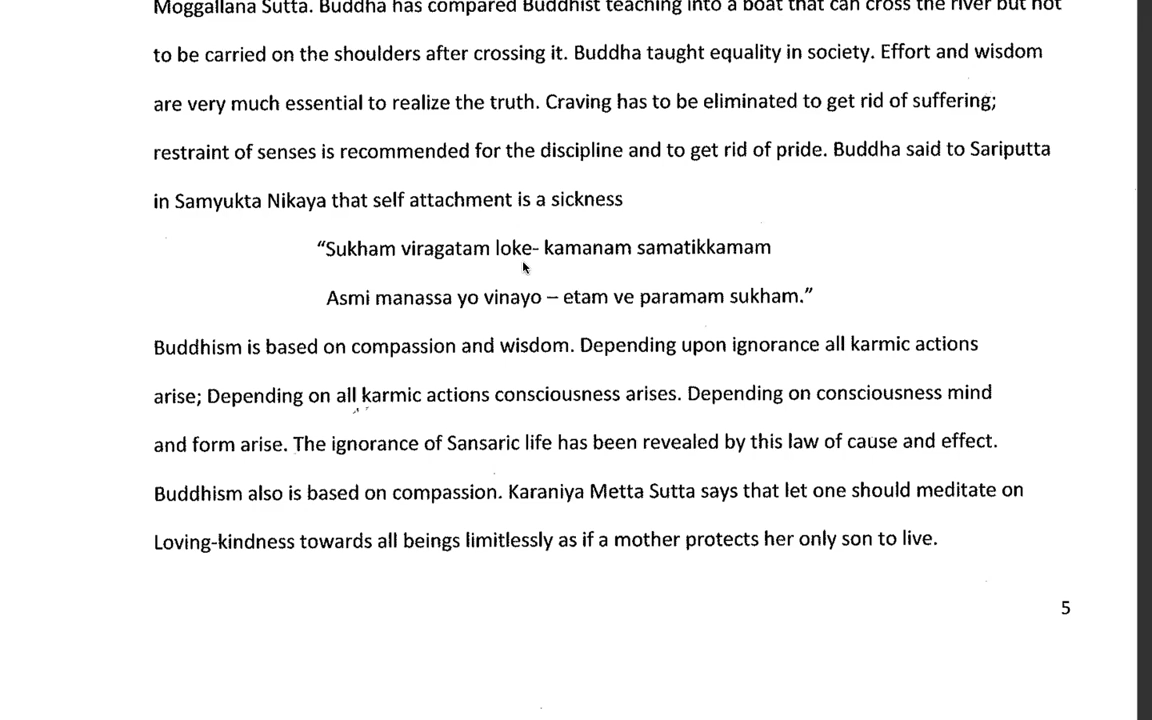 Moggallana Sutta. Buddha has compared Buddhist teaching into a boat that can cross the river but not
to be carried on the shoulders after crossing it. Buddha taught equality in society. Effort and wisdom
are very much essential to realize the truth. Craving has to be eliminated to get rid of suffering;
restraint of senses is recommended for the discipline and to get rid of pride. Buddha said to Sariputta
in Samyukta Nikaya that self attachment is a sickness
“Sukham viragatam loke- kamanam samatikkamam
Asmi manassa yo vinayo – etam ve paramam sukham.”
Buddhism is based on compassion and wisdom. Depending upon ignorance all karmic actions
arise; Depending on all karmic actions consciousness arises. Depending on consciousness mind
and form arise. The ignorance of Sansaric life has been revealed by this law of cause and effect.
Buddhism also is based on compassion. Karaniya Metta Sutta says that let one should meditate on
Loving-kindness towards all beings limitlessly as if a mother protects her only son to live.
5